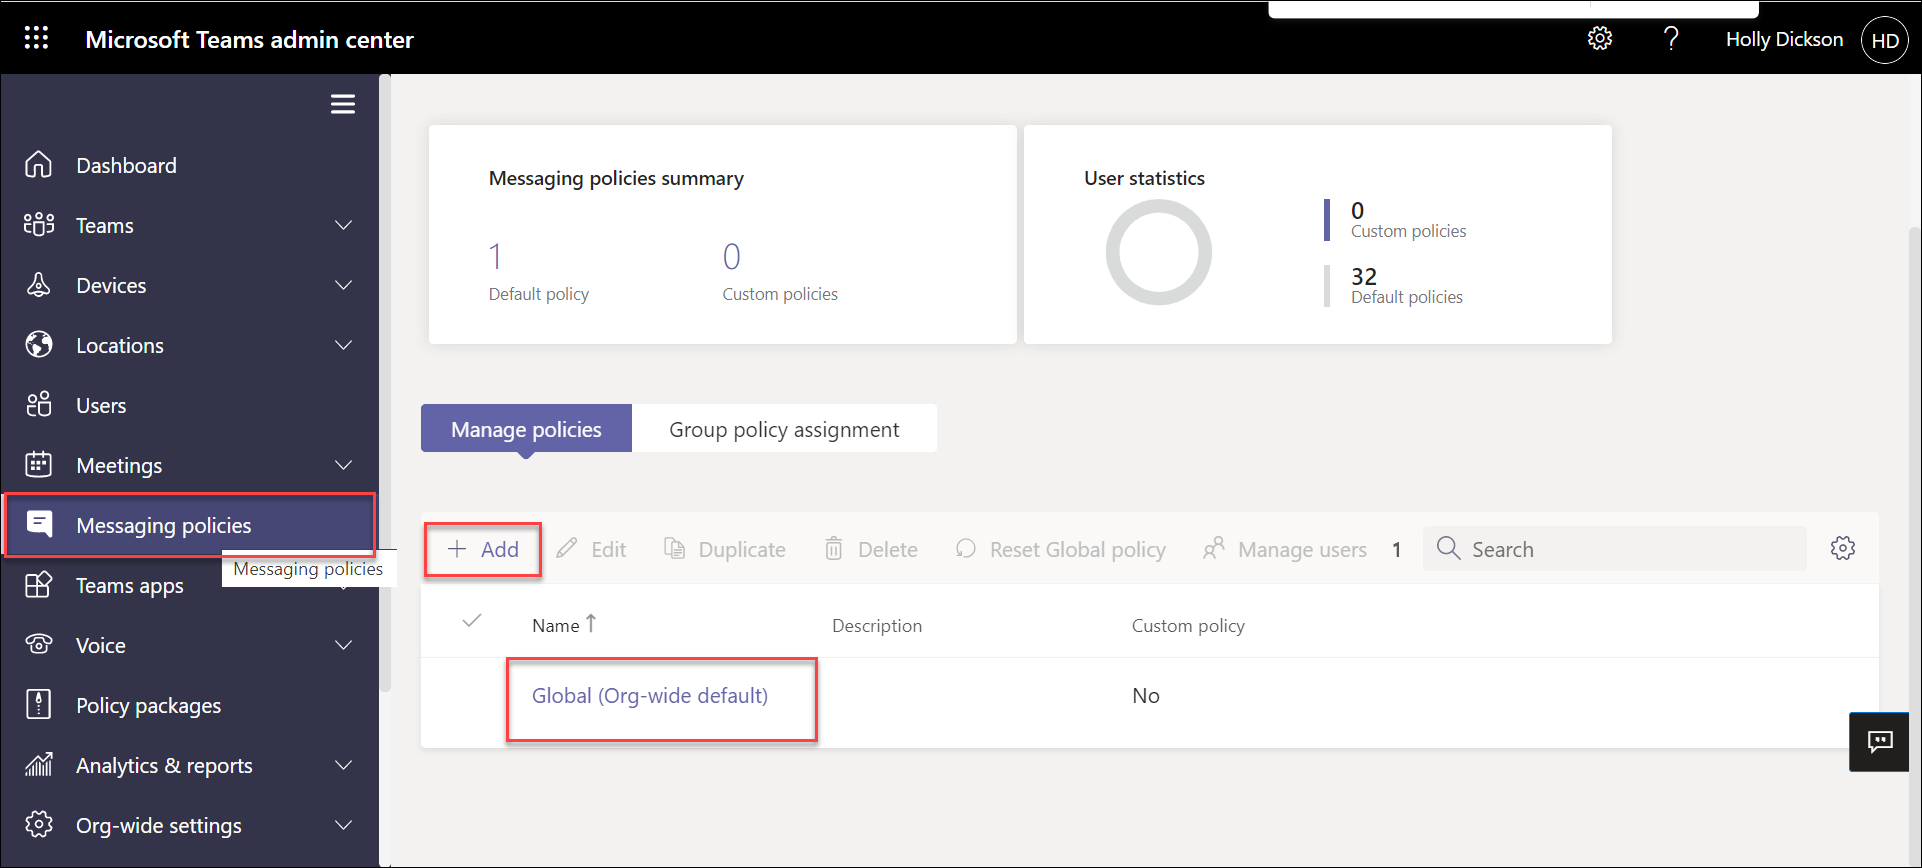 Microsoft Teams admin center
?
Holly Dickson
HD
Dashboard
Teams
Devices
Locations
Users
Meetings
Messaging policies
Messaging policies
Teams apps
Voice
Policy packages
Analytics & reports
Org-wide settings
Messaging policies summary
1
Default policy
0
Custom policies
User statistics
0
Custom policies
32
Default policies
Manage policies
Group policy assignment
+ Add
Edit
Duplicate
Delete
Reset Global policy
Manage users
1
Search
Name ↑
Description
Custom policy
Global (Org-wide default)
No